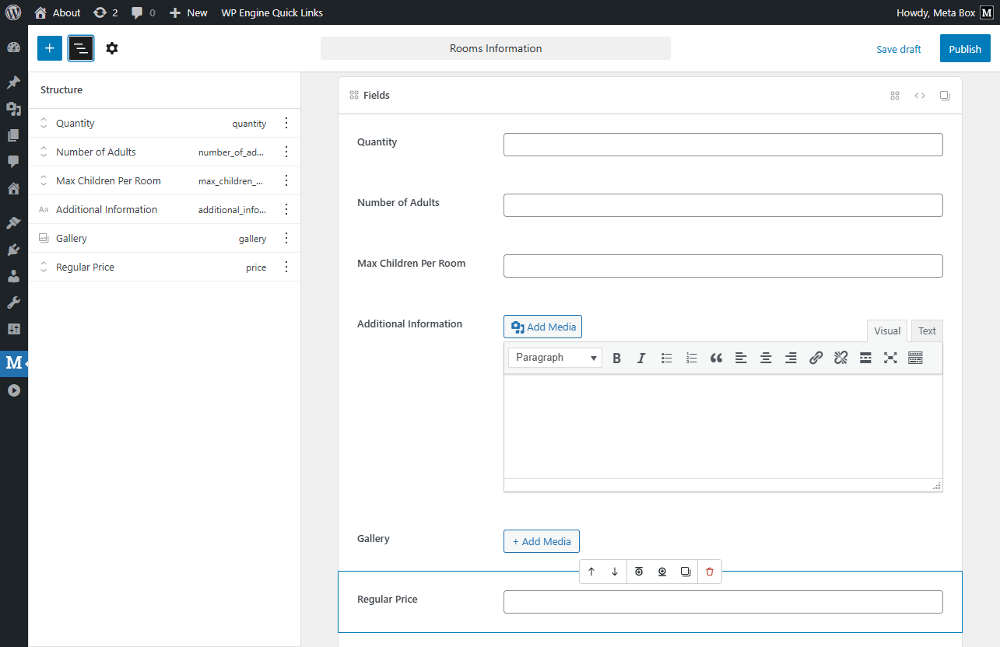 About 2 0 New WP Engine Quick Links Howdy, Meta Box M
Rooms Information Save draft Publish
Structure
Quantity quantity
Number of Adults number_of_ad...
Max Children Per Room max_children_...
Aa Additional Information additional_info...
Gallery gallery
Regular Price price
M
Fields
Quantity
Number of Adults
Max Children Per Room
Additional Information Add Media Visual Text
Paragraph B I
Gallery + Add Media
Regular Price